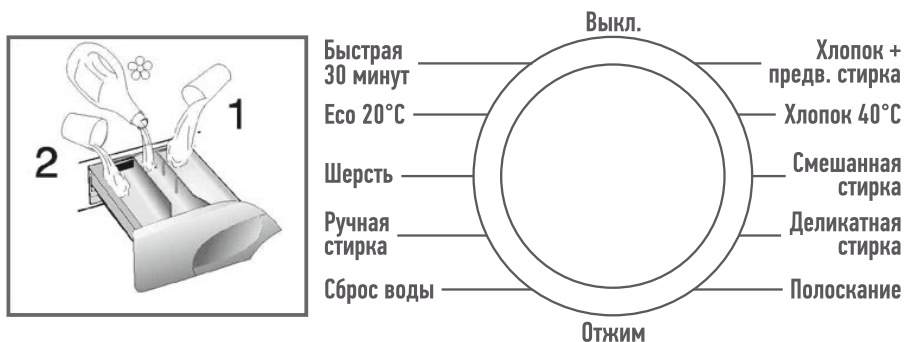 1
2
Выкл.
Быстрая
30 минут
Eco 20°C
Шерсть
Ручная
стирка
Сброс воды
Отжим
Хлопок +
предв. стирка
Хлопок 40°C
Смешанная
стирка
Деликатная
стирка
Полоскание